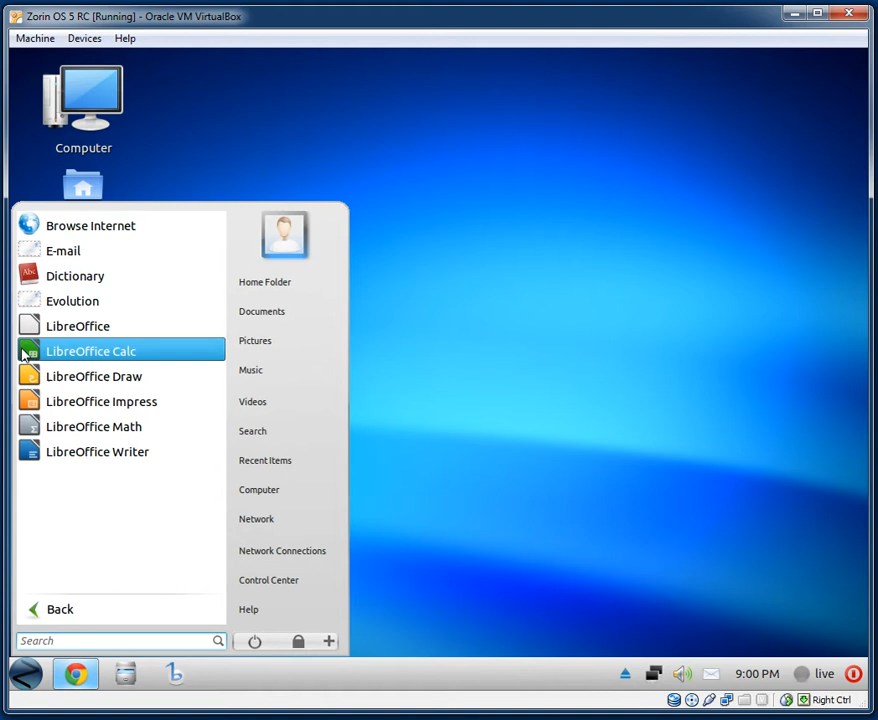 Zorin OS 5 RC [Running] - Oracle VM VirtualBox
Machine Devices Help
Computer
Browse Internet
E-mail
Abc Dictionary
Evolution
LibreOffice
LibreOffice Calc
LibreOffice Draw
LibreOffice Impress
LibreOffice Math
LibreOffice Writer
Back
Search
Home Folder
Documents
Pictures
Music
Videos
Search
Recent Items
Computer
Network
Network Connections
Control Center
Help
9:00 PM live
Right Ctrl